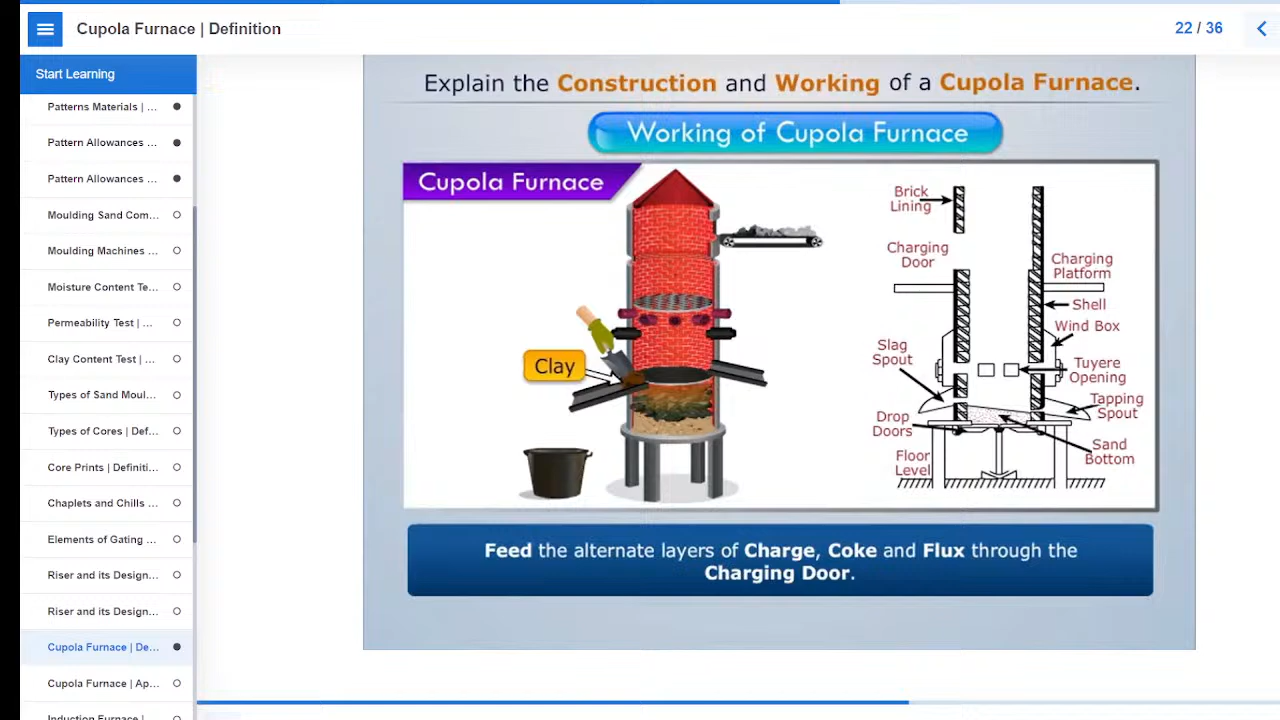 Cupola Furnace | Definition
22 / 36
Start Learning
Patterns Materials | ...
Pattern Allowances ...
Pattern Allowances ...
Moulding Sand Com...
Moulding Machines ...
Moisture Content Te...
Permeability Test | ...
Clay Content Test | ...
Types of Sand Moul...
Types of Cores | Def...
Core Prints | Definiti...
Chaplets and Chills ...
Elements of Gating ...
Riser and its Design...
Riser and its Design...
Cupola Furnace | De...
Cupola Furnace | Ap...
Induction Furnace |
Explain the Construction and Working of a Cupola Furnace.
Working of Cupola Furnace
Cupola Furnace
Clay
Brick
Lining
Charging
Door
Charging
Platform
Shell
Wind Box
Slag
Spout
Tuyere
Opening
Tapping
Spout
Drop
Doors
Sand
Bottom
Floor
Level
Feed the alternate layers of Charge, Coke and Flux through the
Charging Door.